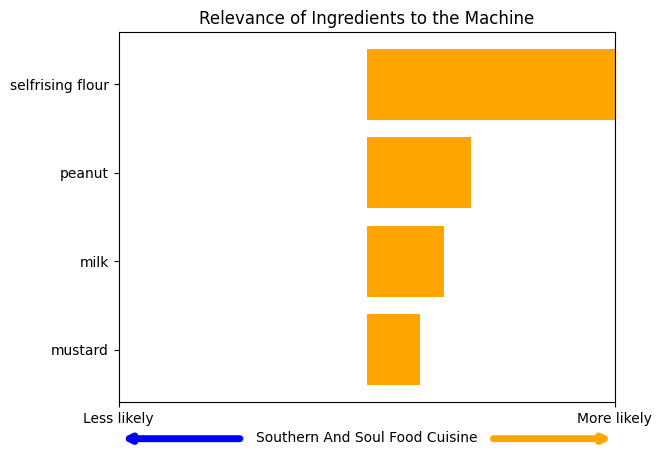 Relevance of Ingredients to the Machine
selfrising flour
peanut
milk
mustard
Less likely
More likely
Southern And Soul Food Cuisine